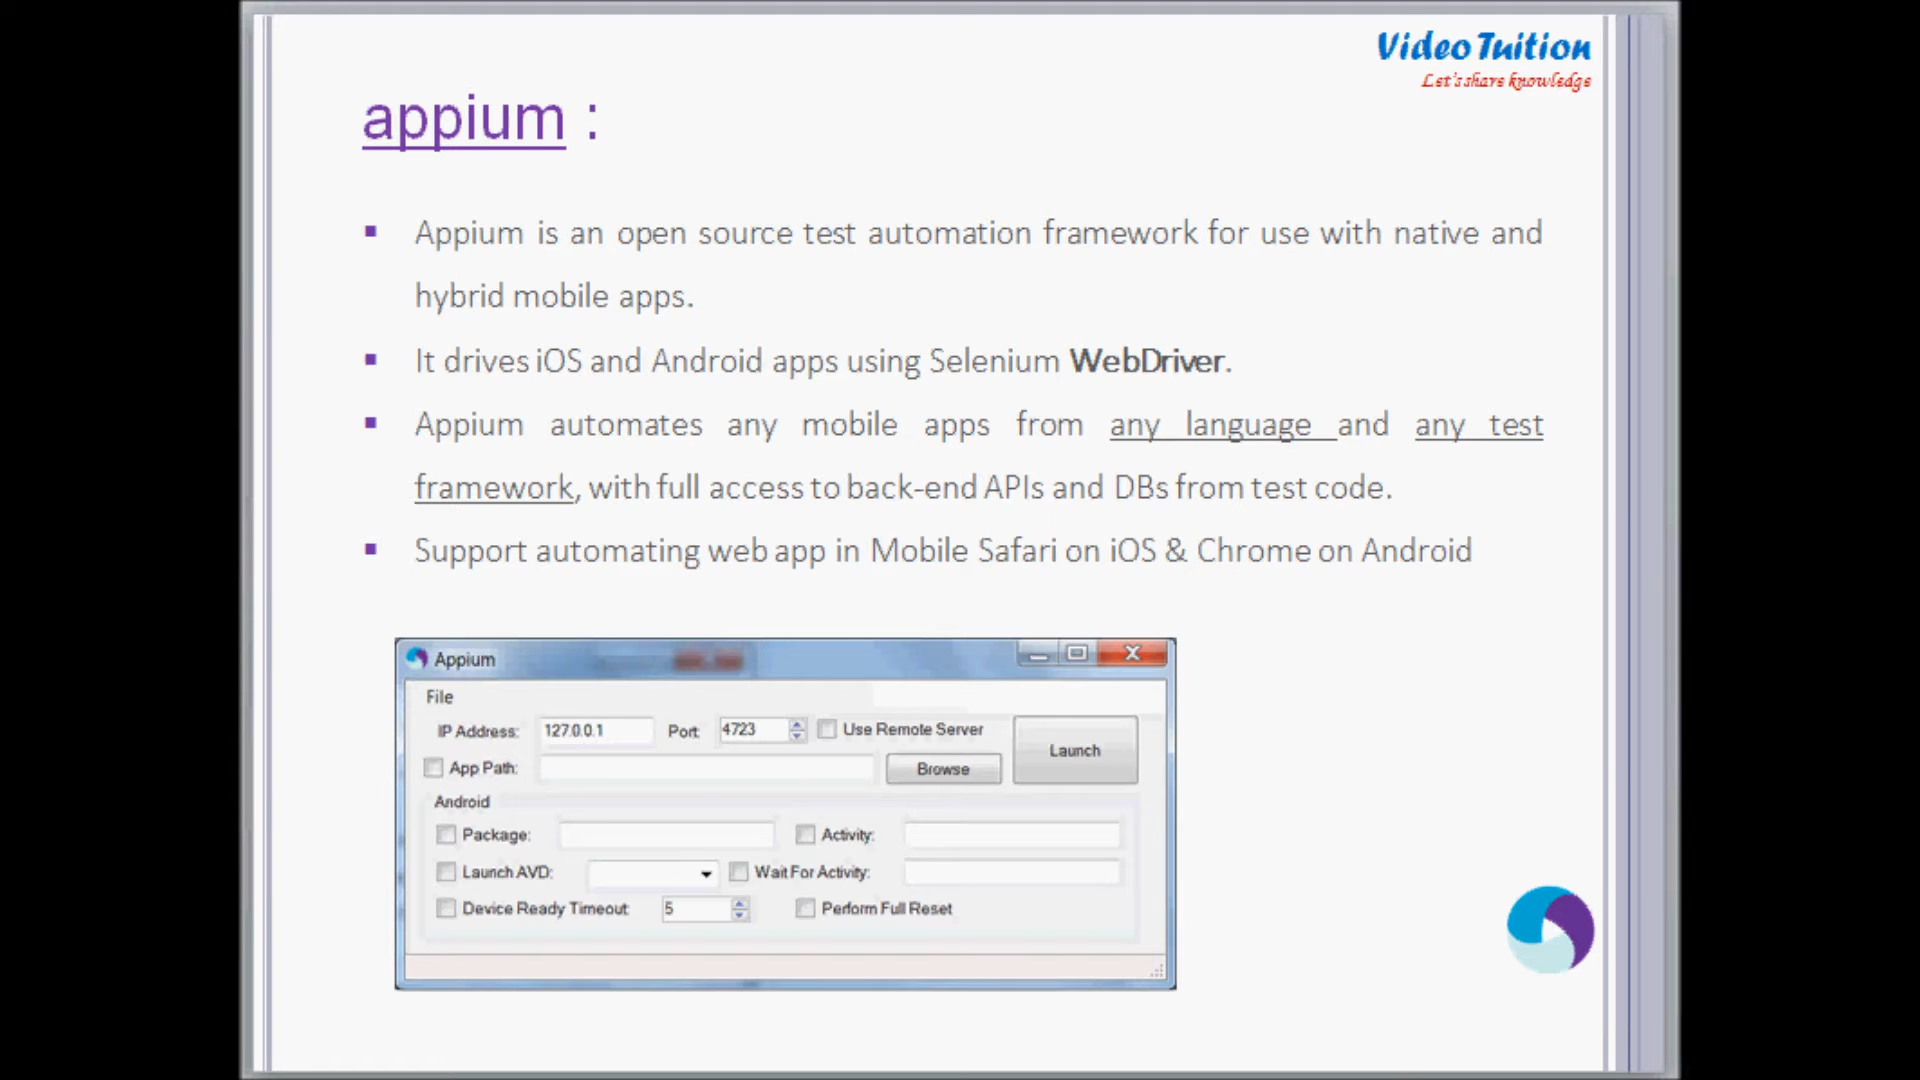 Video Tuition
Let's share knowledge
appium :
Appium is an open source test automation framework for use with native and
hybrid mobile apps.
It drives iOS and Android apps using Selenium WebDriver.
Appium automates any mobile apps from any language and any test
framework, with full access to back-end APIs and DBs from test code.
Support automating web app in Mobile Safari on iOS & Chrome on Android
Appium
File
IP Address: 127.0.0.1 Port: 4723 Use Remote Server Launch
App Path: Browse
Android
Package: Activity:
Launch AVD: Wait For Activity:
Device Ready Timeout: 5 Perform Full Reset